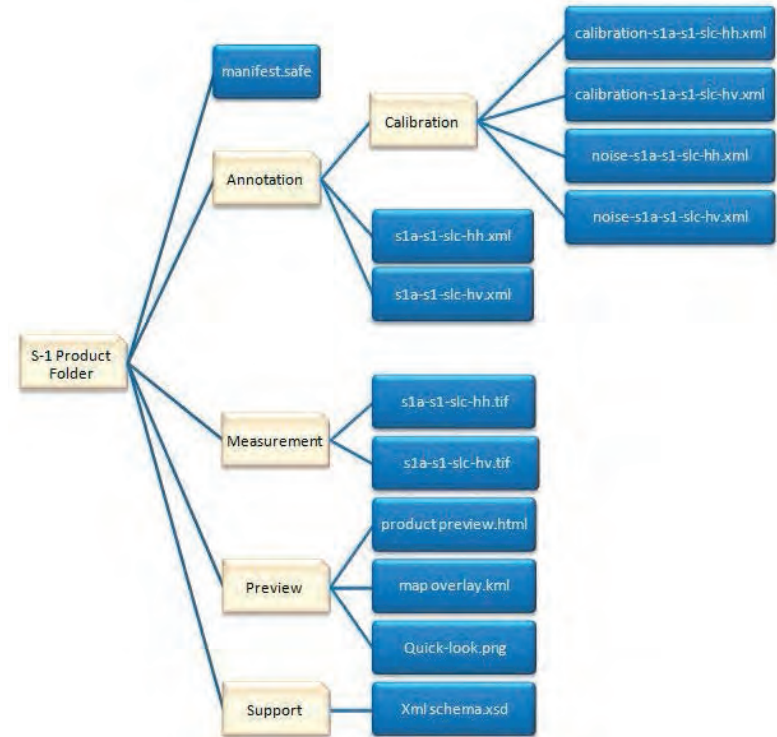 S-1 Product
Folder
manifest.safe
Annotation
Calibration
calibration-s1a-s1-slc-hh.xml
calibration-s1a-s1-slc-hv.xml
noise-s1a-s1-slc-hh.xml
noise-s1a-s1-slc-hv.xml
s1a-s1-slc-hh.xml
s1a-s1-slc-hv.xml
Measurement
s1a-s1-slc-hh.tif
s1a-s1-slc-hv.tif
Preview
product preview.html
map overlay.kml
Quick-look.png
Support
Xml schema.xsd